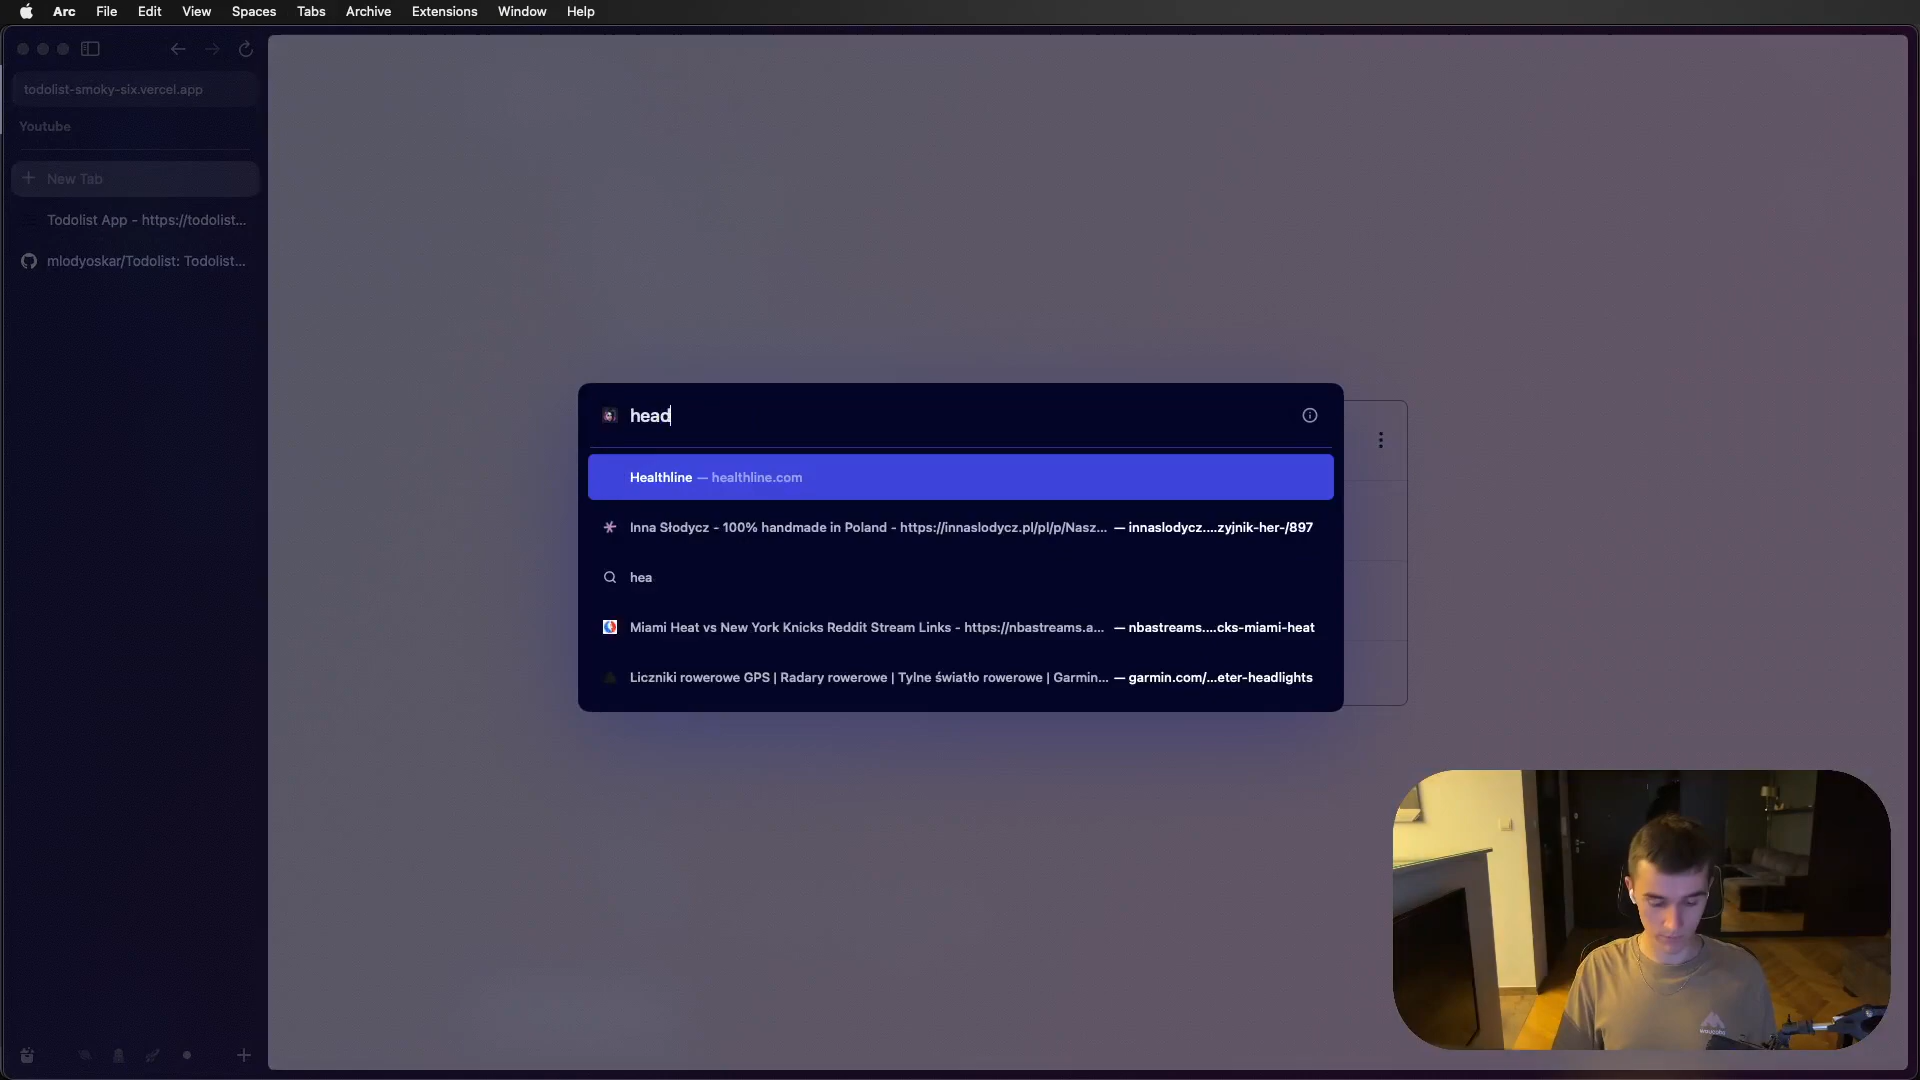 Arc File Edit View Spaces Tabs Archive Extensions Window Help
todolist-smoky-six.vercel.app
Youtube
New Tab
Todolist App - https://todolist...
mlodyoskar/Todolist: Todolist...
head
Healthline — healthline.com
Inna Słodycz - 100% handmade in Poland - https://innaslodycz.pl/pl/p/Nasz... — innaslodycz....zyjnik-her-/897
hea
Miami Heat vs New York Knicks Reddit Stream Links - https://nbastreams.a... — nbastreams....cks-miami-heat
Liczniki rowerowe GPS | Radary rowerowe | Tylne światło rowerowe | Garmin... — garmin.com/...eter-headlights